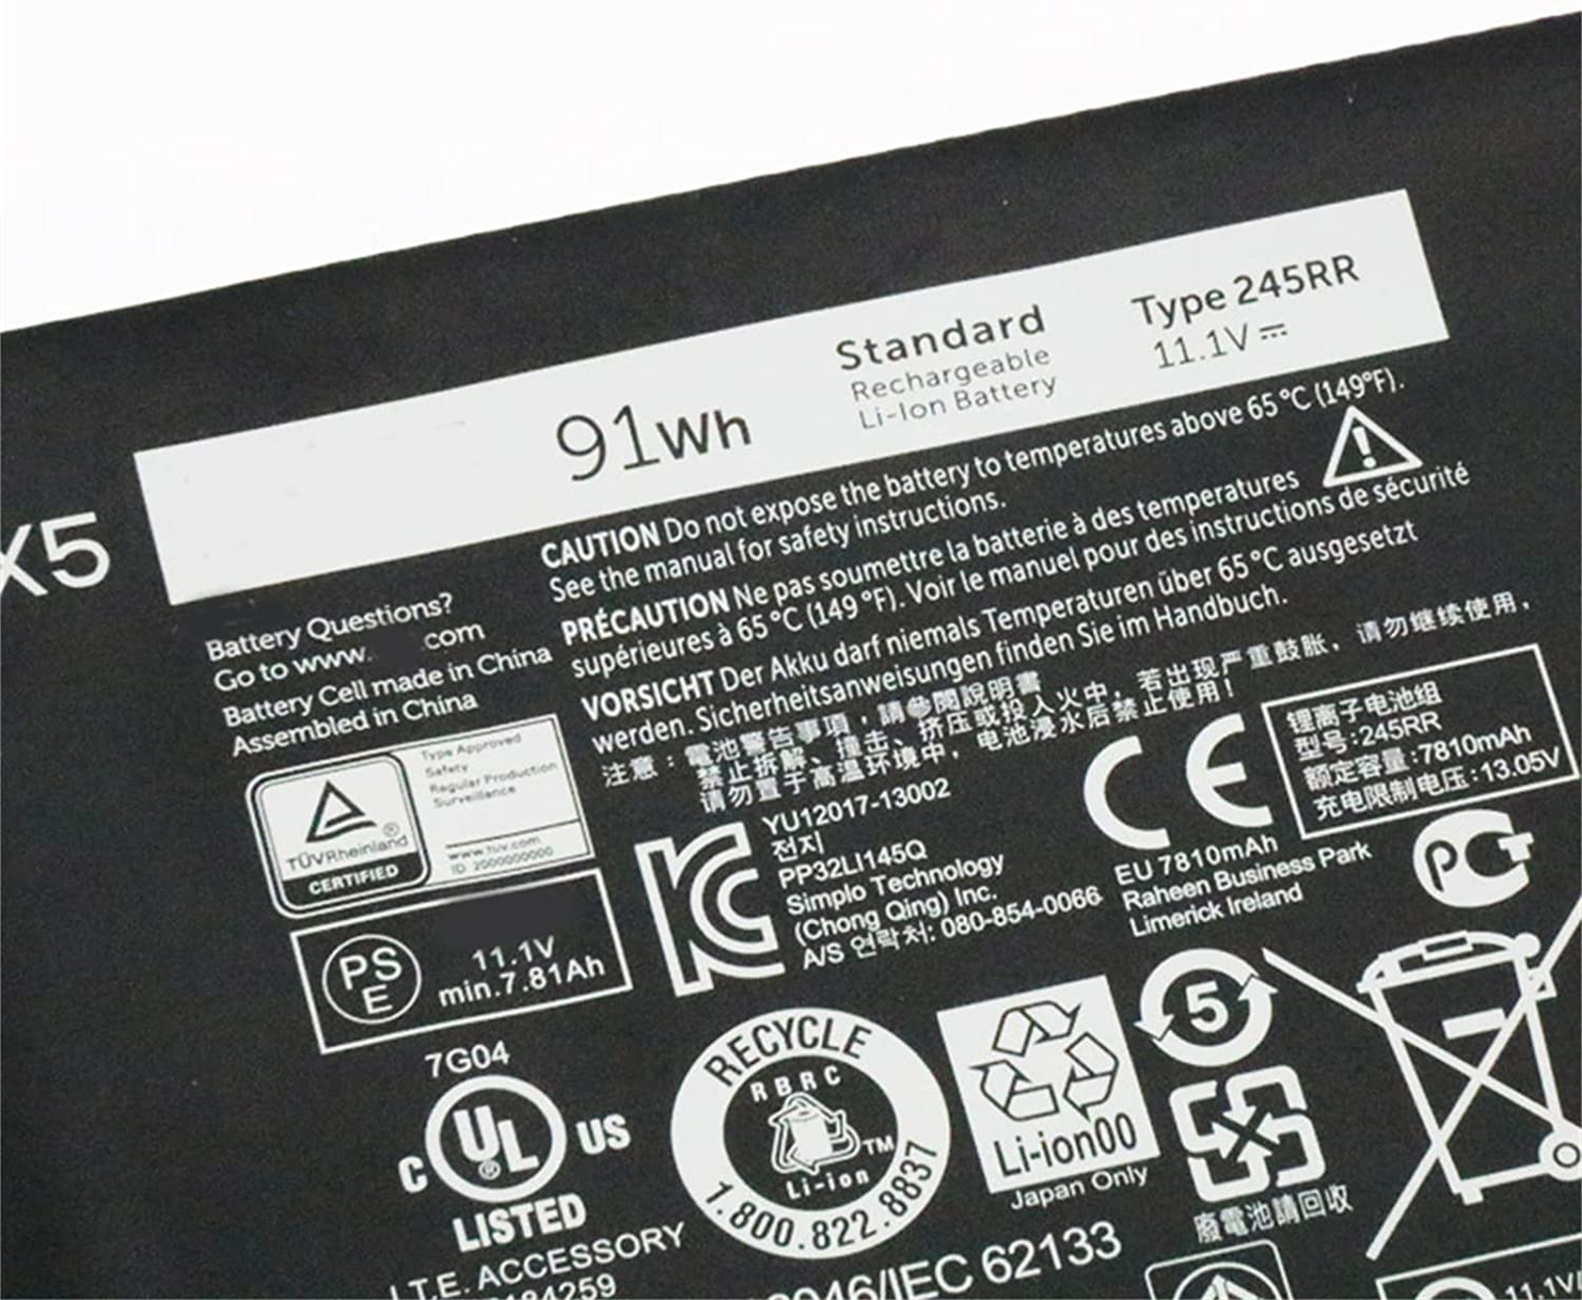 X5
91Wh
Standard
Rechargeable
Li-Ion Battery
Type 245RR
11.1V
CAUTION Do not expose the battery to temperatures above 65 °C (149°F).
See the manual for safety instructions.
PRÉCAUTION Ne pas soumettre la batterie à des temperatures
supérieures à 65 °C (149 °F). Voir le manuel pour des instructions de sécurité
VORSICHT Der Akku darf niemals Temperaturen über 65 °C ausgesetzt
werden. Sicherheitsanweisungen finden Sie im Handbuch.
注意：電池警告事項，請參閱說明書
禁止拆解、撞击、挤压或投入火中，若出现严重鼓胀，请勿继续使用，
请勿置于高温环境中，电池浸水后禁止使用！
Battery Questions?
Go to www. .com
Battery Cell made in China
Assembled in China
TÜVRheinland
CERTIFIED
Type Approved
Safety
Regular Production
Surveillance
www.tuv.com
ID 2000000000
PS
E
11.1V
min.7.81Ah
YU12017-13002
전지
PP32LI145Q
Simplo Technology
(Chong Qing) Inc.
A/S 연락처: 080-854-0066
CE
EU 7810mAh
Raheen Business Park
Limerick Ireland
锂离子电池组
型号:245RR
额定容量:7810mAh
充电限制电压:13.05V
7G04
C UL ® US
LISTED
I.T.E. ACCESSORY
184259
RECYCLE
RBRC
TM
Li-ion
1.800.822.8837
Li-ion00
Japan Only
5
廢電池請回收
/IEC 62133
11.1V/